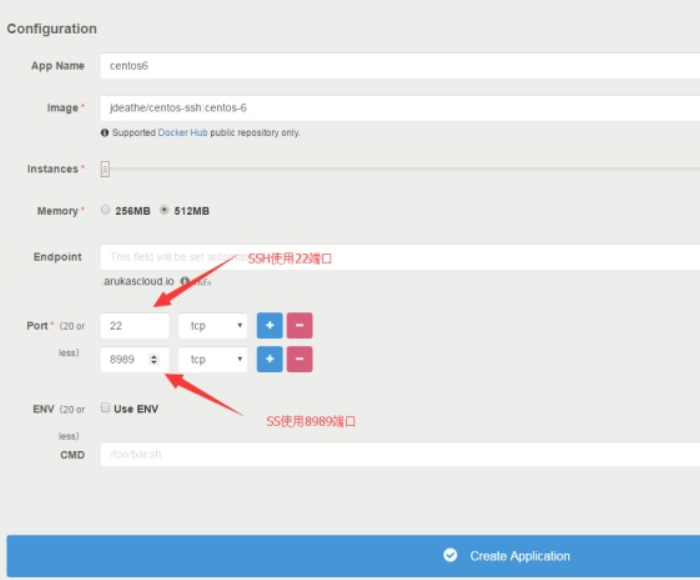 Configuration
App Name centos6
Image * jdeathe/centos-ssh:centos-6
Supported Docker Hub public repository only.
Instances *
Memory * 256MB 512MB
Endpoint This field will be set SSH使用22端口
.arukascloud.io
Port * (20 or less) 22 tcp + -
8989 tcp + -
SS使用8989端口
ENV (20 or less) Use ENV
CMD /foo/bar.sh
Create Application